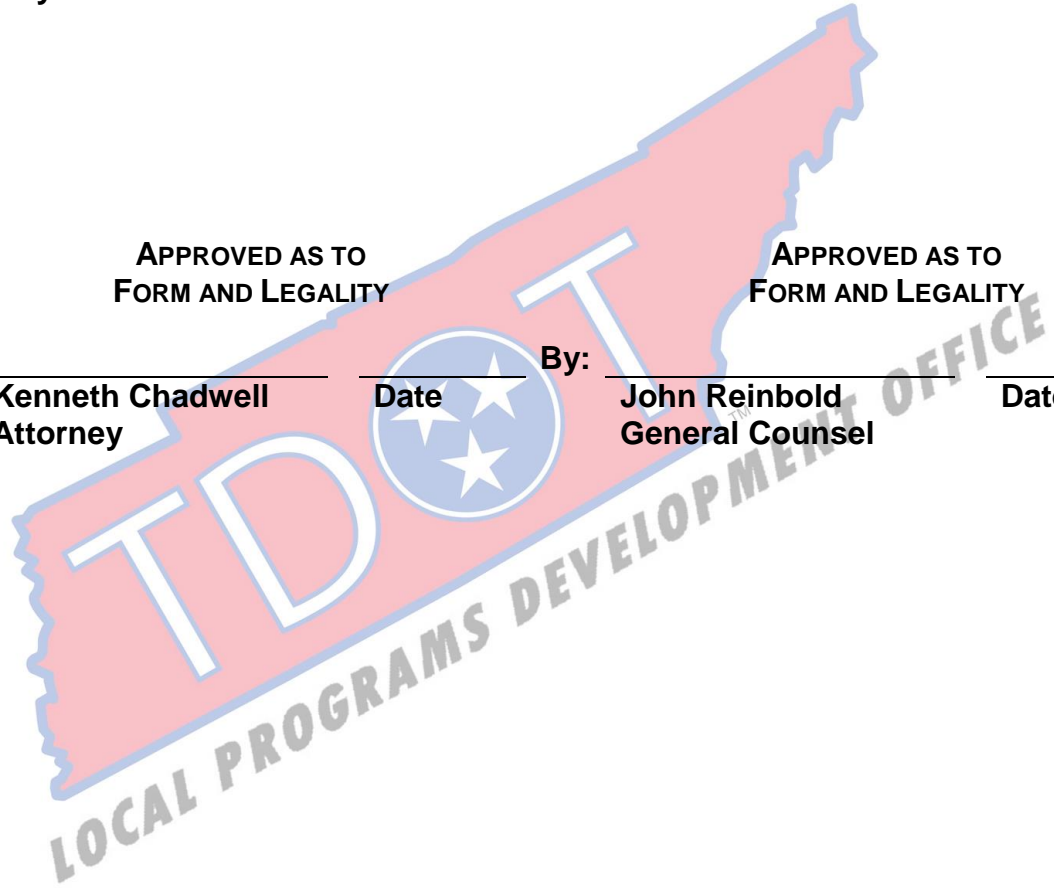 APPROVED AS TO
FORM AND LEGALITY
APPROVED AS TO
FORM AND LEGALITY
By:
Kenneth Chadwell
Attorney
Date
John Reinbold
General Counsel
TDOT
TM
LOCAL PROGRAMS DEVELOPMENT OFFICE